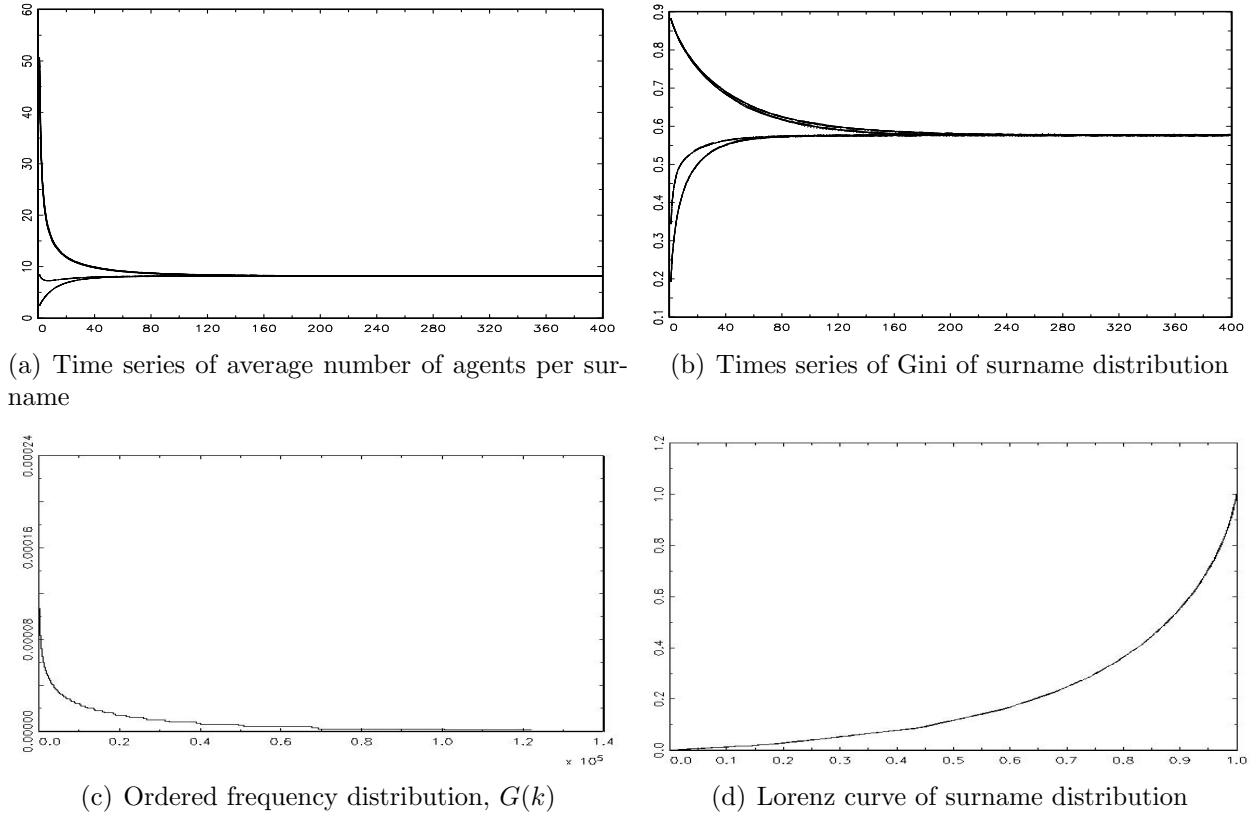 60
50
40
30
20
10
0
0 40 80 120 160 200 240 280 320 360 400
(a) Time series of average number of agents per sur-
name
0.9
0.8
0.7
0.6
0.5
0.4
0.3
0.2
0.1
0 40 80 120 160 200 240 280 320 360 400
(b) Times series of Gini of surname distribution
0.00024
0.00016
0.00008
0.00000
0.0 0.2 0.4 0.6 0.8 1.0 1.2 1.4
x 10⁵
(c) Ordered frequency distribution, G(k)
1.2
1.0
0.8
0.6
0.4
0.2
0.0
0.0 0.1 0.2 0.3 0.4 0.5 0.6 0.7 0.8 0.9 1.0
(d) Lorenz curve of surname distribution